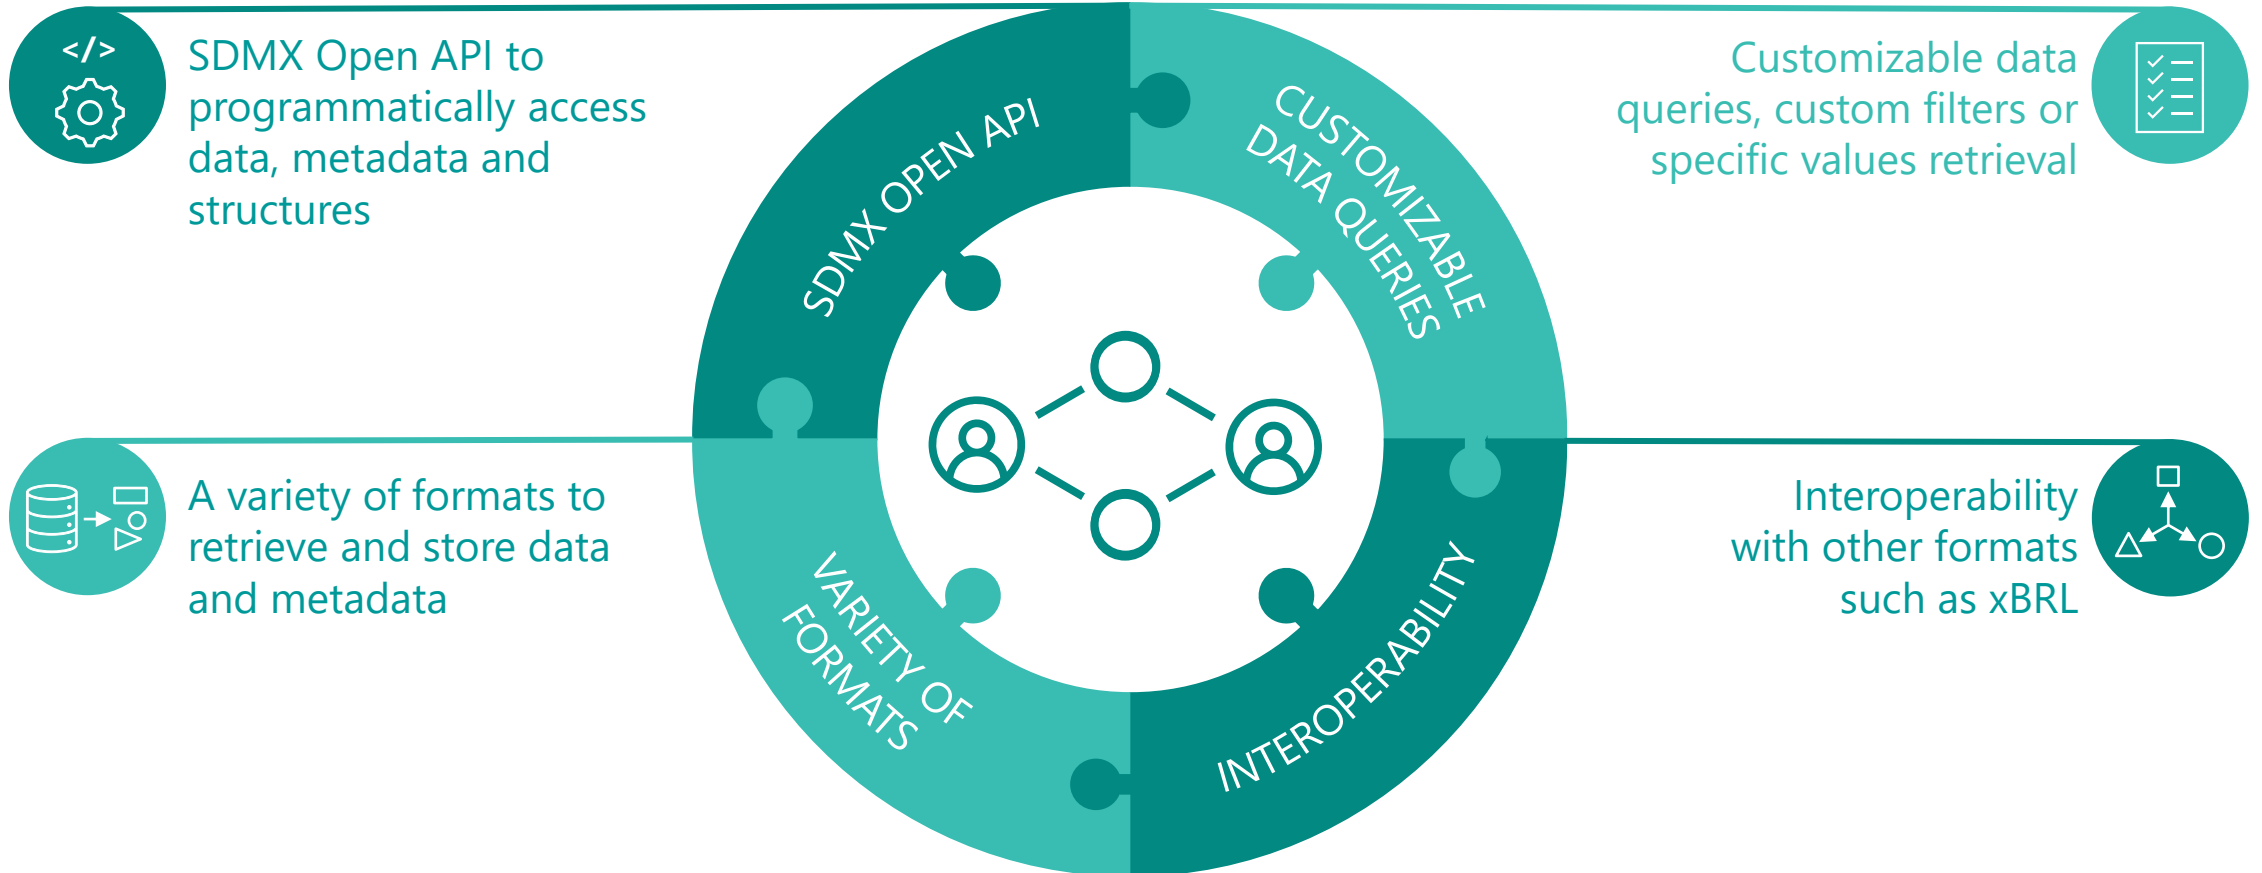 </>
SDMX Open API to
programmatically access
data, metadata and
structures
Customizable data
queries, custom filters or
specific values retrieval
SDMX OPEN API
CUSTOMIZABLE
DATA QUERIES
A variety of formats to
retrieve and store data
and metadata
Interoperability
with other formats
such as xBRL
VARIETY OF
FORMATS
INTEROPERABILITY